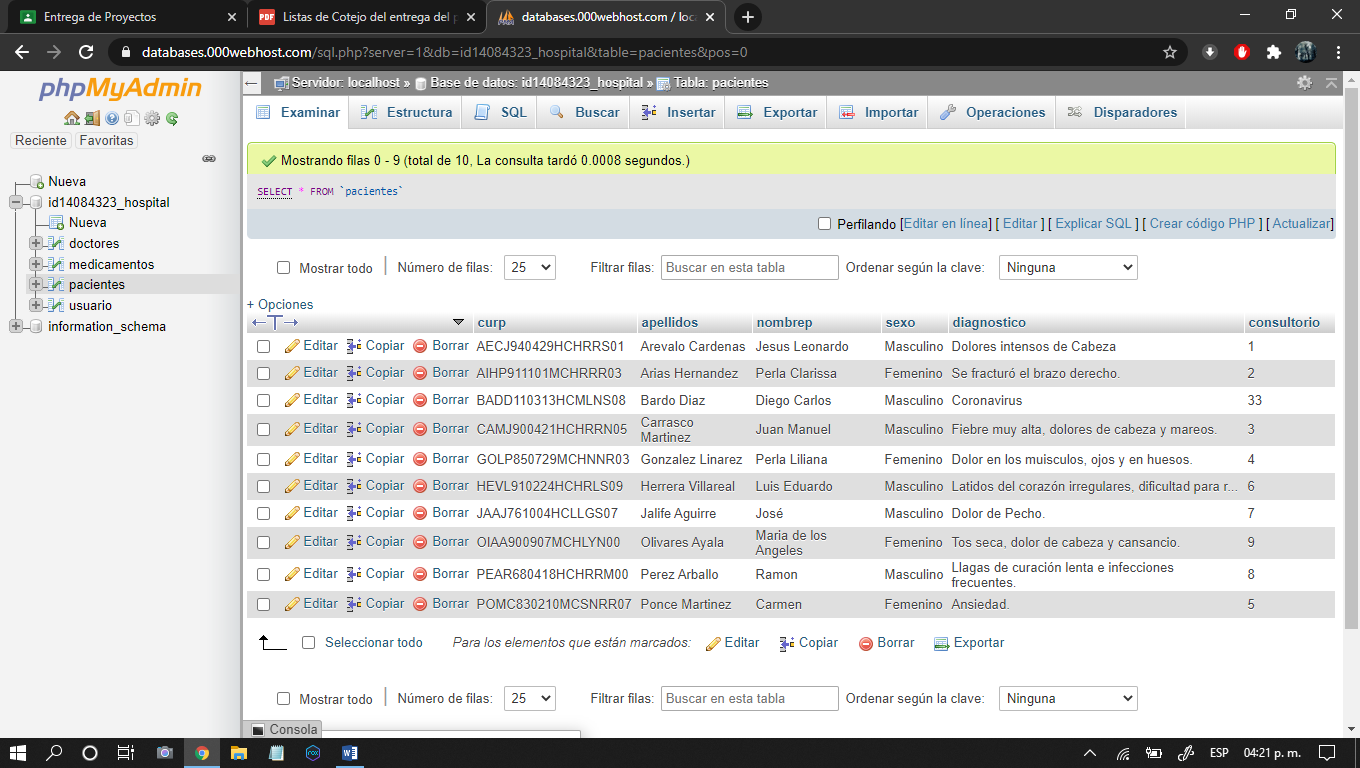 Entrega de Proyectos
Listas de Cotejo del entrega del p
databases.000webhost.com / loca
databases.000webhost.com/sql.php?server=1&db=id14084323_hospital&table=pacientes&pos=0
phpMyAdmin
Reciente Favoritas
Nueva
id14084323_hospital
Nueva
doctores
medicamentos
pacientes
usuario
information_schema
Servidor: localhost » Base de datos: id14084323_hospital » Tabla: pacientes
Examinar Estructura SQL Buscar Insertar Exportar Importar Operaciones Disparadores
Mostrando filas 0 - 9 (total de 10, La consulta tardó 0.0008 segundos.)
SELECT * FROM `pacientes`
Perfilando [Editar en línea] [ Editar ] [ Explicar SQL ] [ Crear código PHP ] [ Actualizar]
Mostrar todo | Número de filas: 25 Filtrar filas: Buscar en esta tabla Ordenar según la clave: Ninguna
+ Opciones
←T→ curp apellidos nombrep sexo diagnostico consultorio
Editar Copiar Borrar AECJ940429HCHRRS01 Arevalo Cardenas Jesus Leonardo Masculino Dolores intensos de Cabeza 1
Editar Copiar Borrar AIHP911101MCHRRR03 Arias Hernandez Perla Clarissa Femenino Se fracturó el brazo derecho. 2
Editar Copiar Borrar BADD110313HCMLNS08 Bardo Diaz Diego Carlos Masculino Coronavirus 33
Editar Copiar Borrar CAMJ900421HCHRRN05 Carrasco Martinez Juan Manuel Masculino Fiebre muy alta, dolores de cabeza y mareos. 3
Editar Copiar Borrar GOLP850729MCHNNR03 Gonzalez Linarez Perla Liliana Femenino Dolor en los muisculos, ojos y en huesos. 4
Editar Copiar Borrar HEVL910224HCHRLS09 Herrera Villareal Luis Eduardo Masculino Latidos del corazón irregulares, dificultad para r... 6
Editar Copiar Borrar JAAJ761004HCLLGS07 Jalife Aguirre José Masculino Dolor de Pecho. 7
Editar Copiar Borrar OIAA900907MCHLYN00 Olivares Ayala Maria de los Angeles Femenino Tos seca, dolor de cabeza y cansancio. 9
Editar Copiar Borrar PEAR680418HCHRRM00 Perez Arballo Ramon Masculino Llagas de curación lenta e infecciones frecuentes. 8
Editar Copiar Borrar POMC830210MCSNRR07 Ponce Martinez Carmen Femenino Ansiedad. 5
Seleccionar todo Para los elementos que están marcados: Editar Copiar Borrar Exportar
Mostrar todo | Número de filas: 25 Filtrar filas: Buscar en esta tabla Ordenar según la clave: Ninguna
Consola
ESP 04:21 p. m.